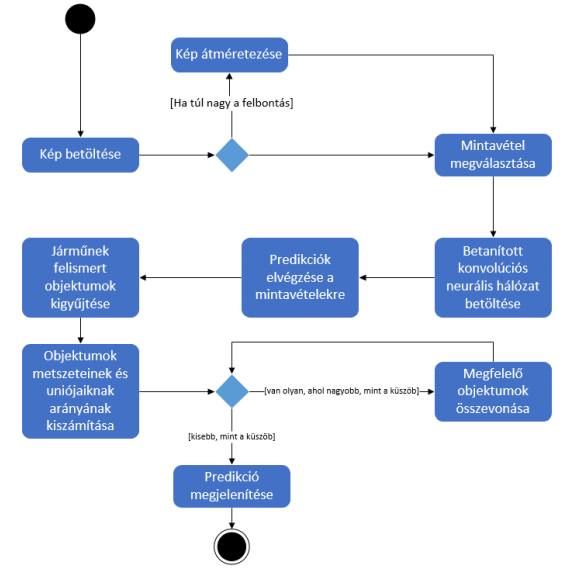 Kép átméretezése
[Ha túl nagy a felbontás]
Kép betöltése
Mintavétel
megválasztása
Járműnek
felismert
objektumok
kigyűjtése
Predikciók
elvégzése a
mintavételekre
Betanított
konvolúciós
neurális hálózat
betöltése
Objektumok
metszeteinek és
uniójaiknak
arányának
kiszámítása
[van olyan, ahol nagyobb, mint a küszöb]
Megfelelő
objektumok
összevonása
[kisebb, mint a küszöb]
Predikció
megjelenítése